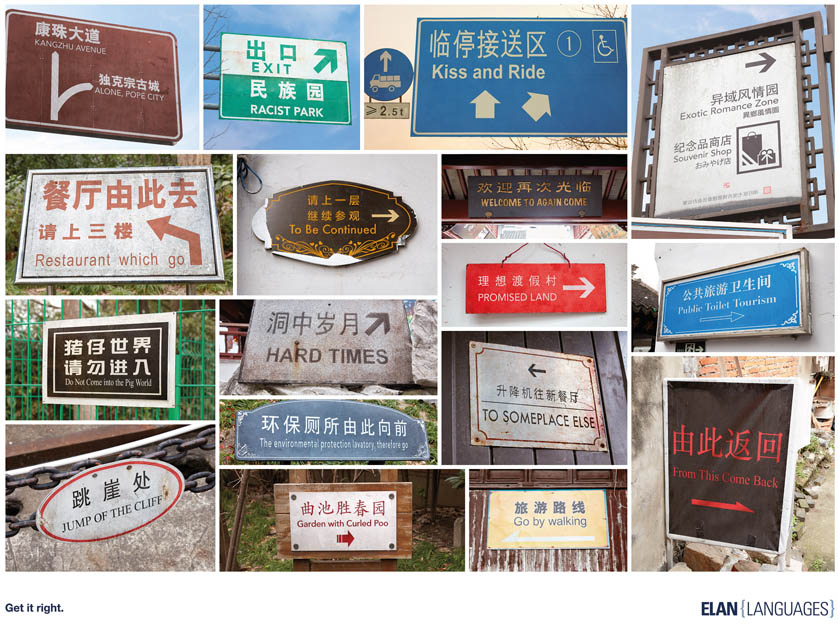 康珠大道
KANGZHU AVENUE
独克宗古城
ALONE, POPE CITY
出口
EXIT
民族园
RACIST PARK
≥2.5t
临停接送区 1
Kiss and Ride
异域风情园
Exotic Romance Zone
異鄉風情園
纪念品商店
Souvenir Shop
おみやげ店
餐厅由此去
请上三楼
Restaurant which go
请上一层
继续参观
To Be Continued
欢迎再次光临
WELCOME TO AGAIN COME
理想渡假村
PROMISED LAND
公共旅游卫生间
Public Toilet Tourism
猪仔世界
请勿进入
Do Not Come into the Pig World
洞中岁月
HARD TIMES
升降机往新餐厅
TO SOMEPLACE ELSE
环保厕所由此向前
The environmental protection lavatory, therefore go
由此返回
From This Come Back
跳崖处
JUMP OF THE CLIFF
曲池胜春园
Garden with Curled Poo
旅游路线
Go by walking
Get it right.
ELAN {LANGUAGES}